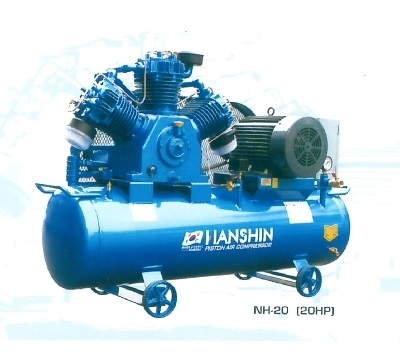 HANSHIN
PISTON AIR COMPRESSOR
NH-20 (20HP)